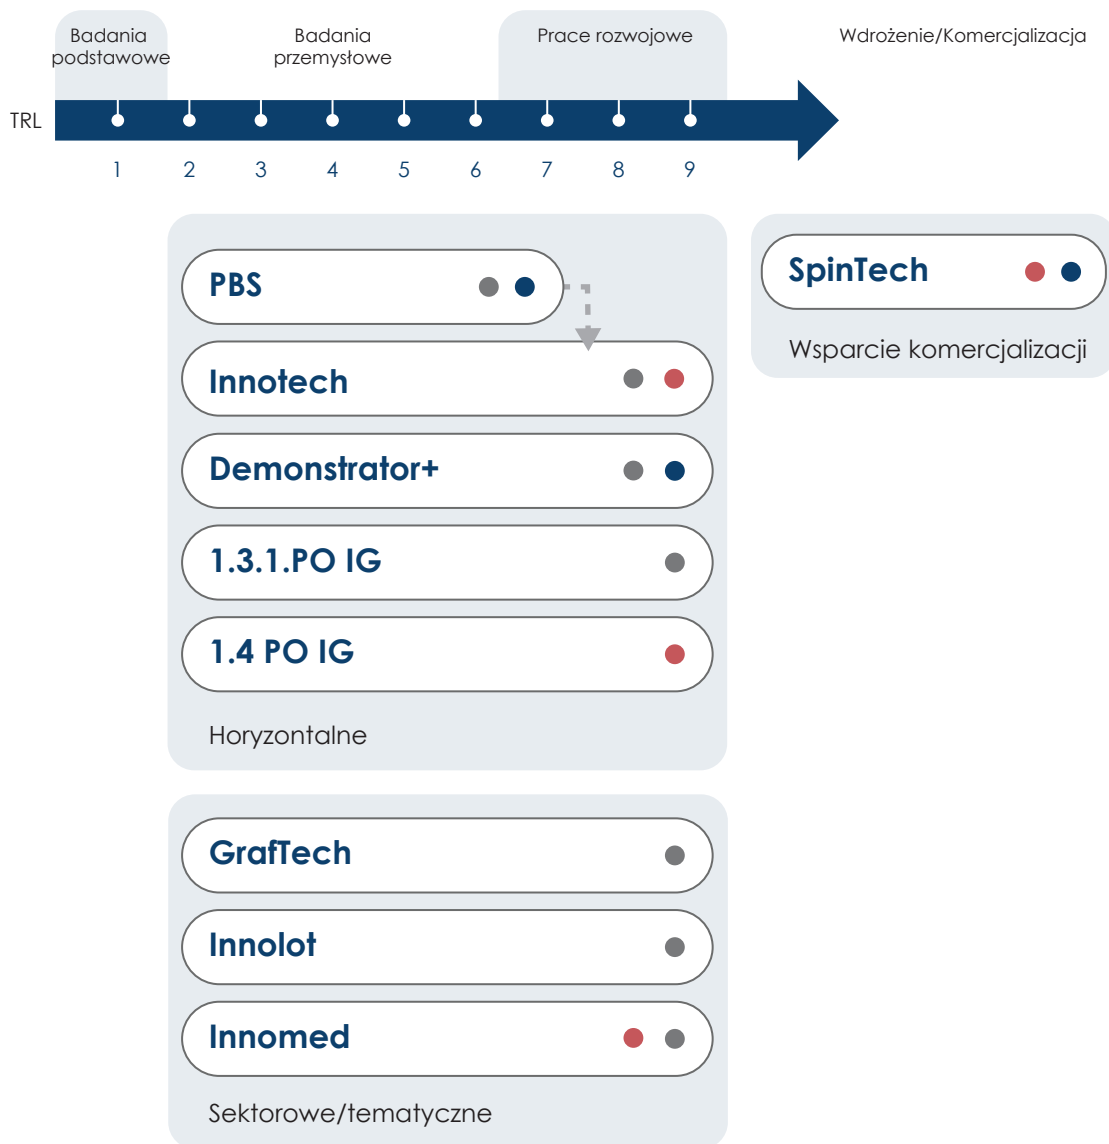 Badania
podstawowe
Badania
przemysłowe
Prace rozwojowe
Wdrożenie/Komercjalizacja
TRL
1 2 3 4 5 6 7 8 9
PBS
SpinTech
Wsparcie komercjalizacji
Innotech
Demonstrator+
1.3.1.PO IG
1.4 PO IG
Horyzontalne
GrafTech
Innolot
Innomed
Sektorowe/tematyczne